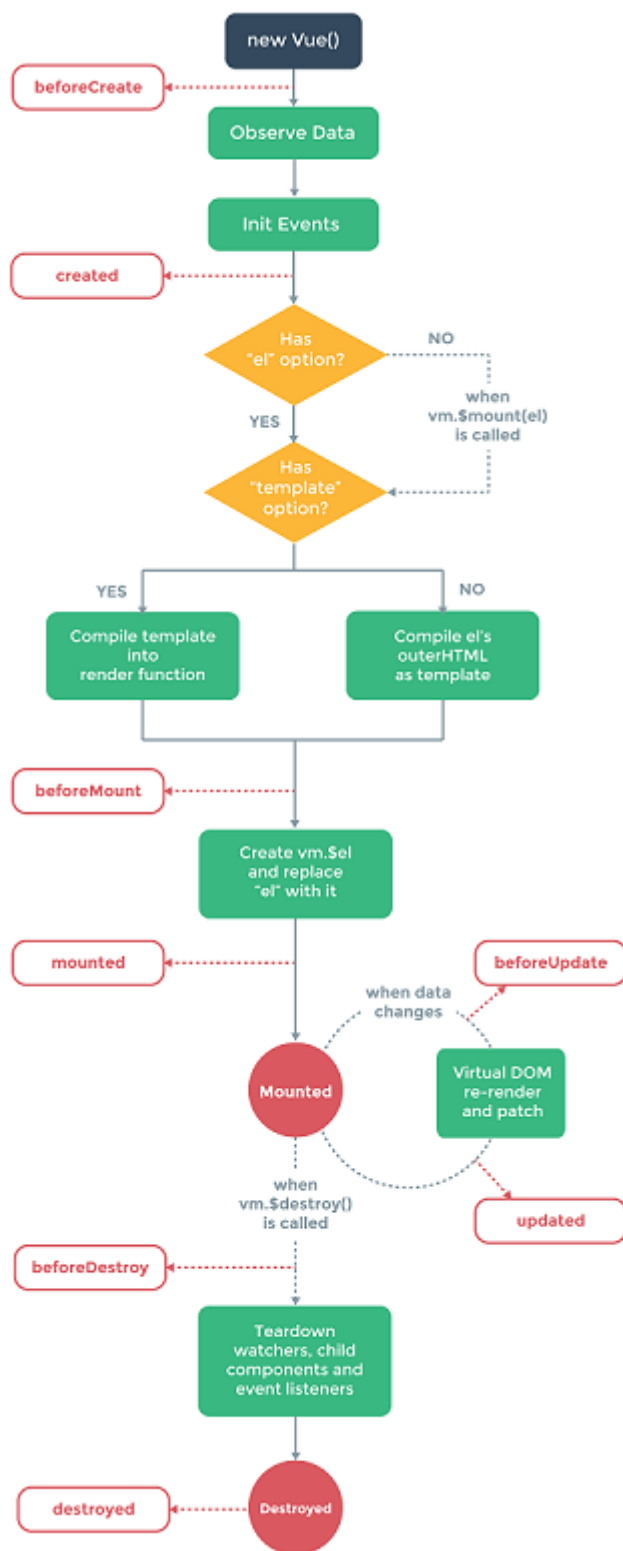 new Vue()
beforeCreate
Observe Data
Init Events
created
Has
"el" option?
NO
when
vm.$mount(el)
is called
YES
Has
"template"
option?
YES
NO
Compile template
into
render function
Compile el's
outerHTML
as template
beforeMount
Create vm.$el
and replace
"el" with it
mounted
beforeUpdate
when data
changes
Mounted
Virtual DOM
re-render
and patch
when
vm.$destroy()
is called
updated
beforeDestroy
Teardown
watchers, child
components and
event listeners
destroyed
Destroyed